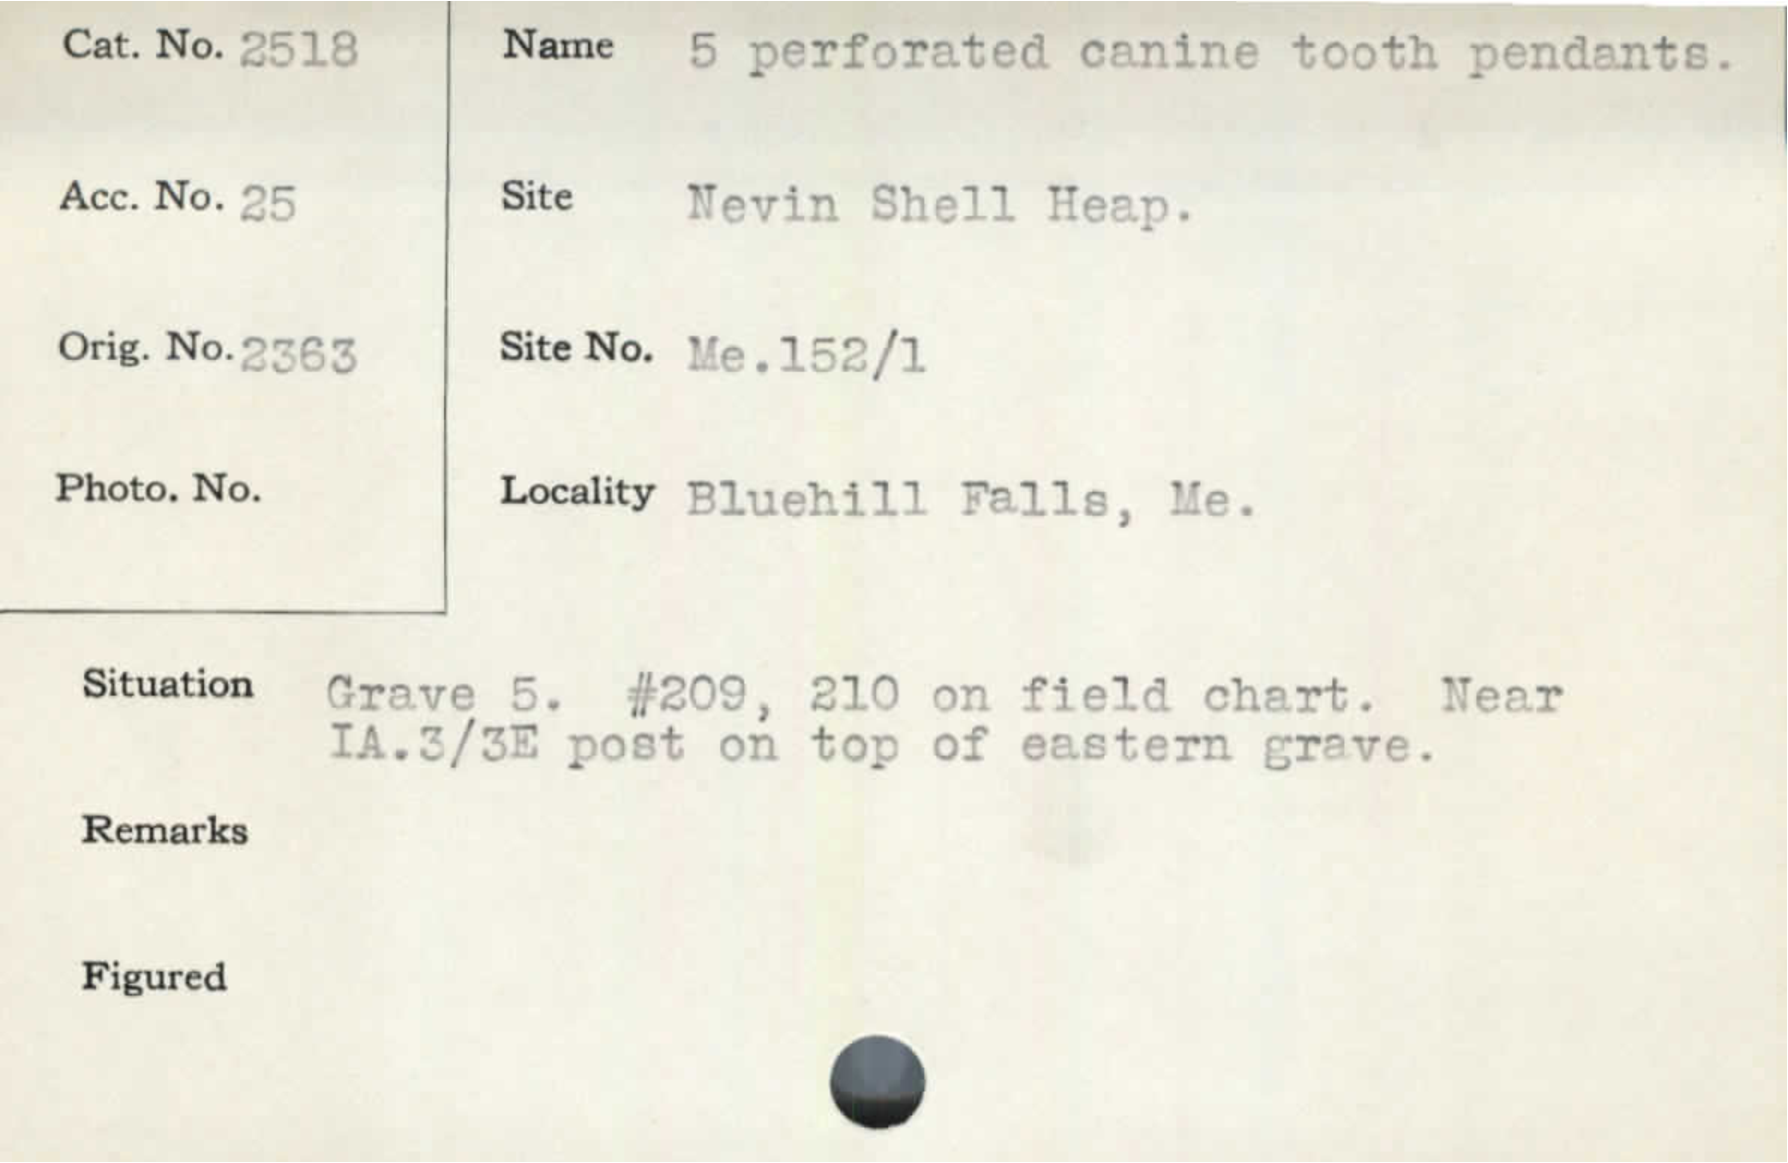 Cat. No. 2518
Name 5 perforated canine tooth pendants.
Acc. No. 25
Site Nevin Shell Heap.
Orig. No. 2363
Site No. Me.152/1
Photo. No.
Locality Bluehill Falls, Me.
Situation Grave 5. #209, 210 on field chart. Near
IA.3/3E post on top of eastern grave.
Remarks
Figured